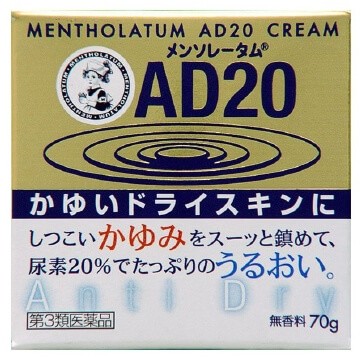 MENTHOLATUM AD20 CREAM
MENTHOLATUM MENTHOLATUM MENTHOLATUM
メンソレータム®
AD20
かゆいドライスキンに
しつこいかゆみをスーッと鎮めて、
尿素20%でたっぷりのうるおい。
Anti Dry
第3類医薬品
無香料 70g